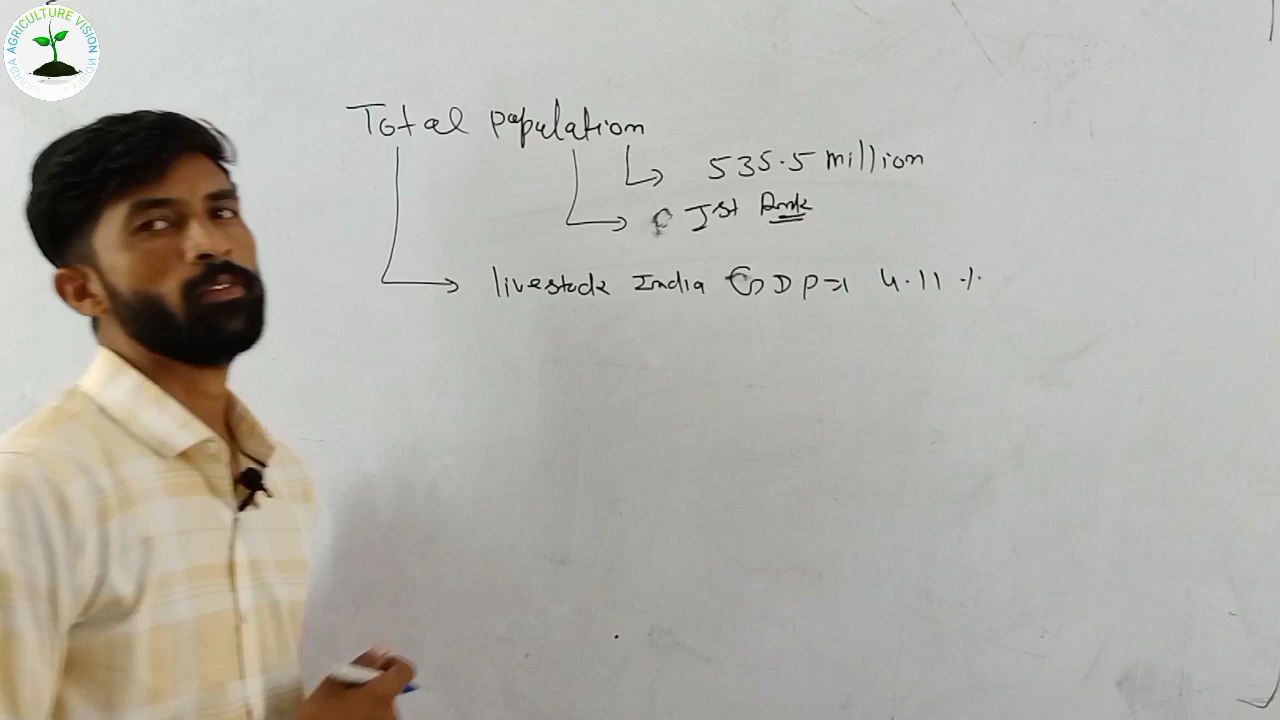 AGRICULTURE VISION
Total population
535.5 million
Ist Rank
livestock India GDP → 4.11 %